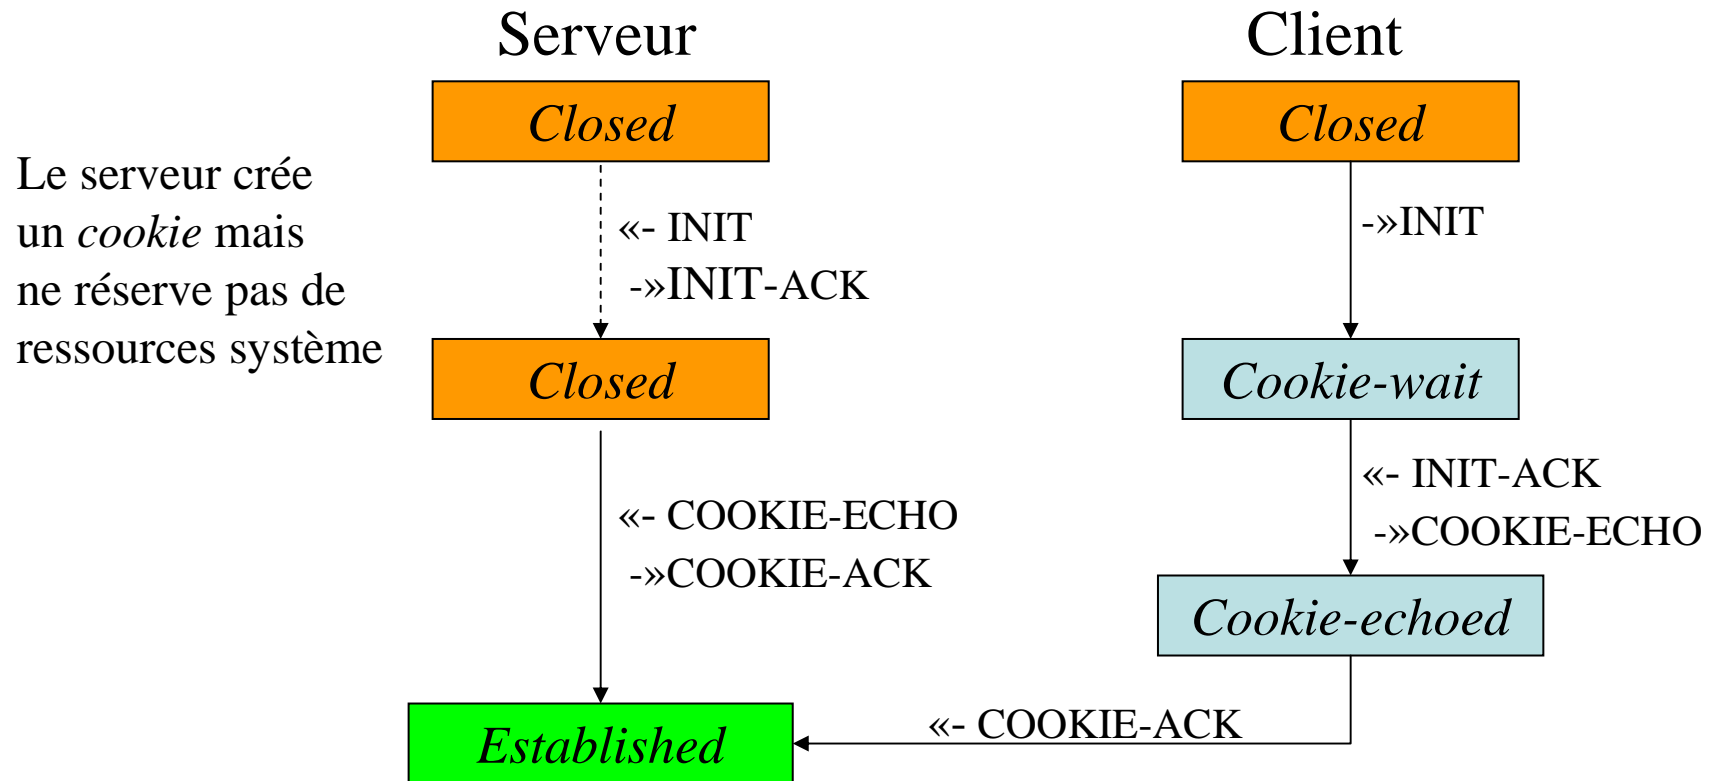 Serveur
Client
Closed
Closed
Le serveur crée
un cookie mais
ne réserve pas de
ressources système
«- INIT
-»INIT-ACK
-»INIT
Closed
Cookie-wait
«- COOKIE-ECHO
-»COOKIE-ACK
«- INIT-ACK
-»COOKIE-ECHO
Cookie-echoed
«- COOKIE-ACK
Established